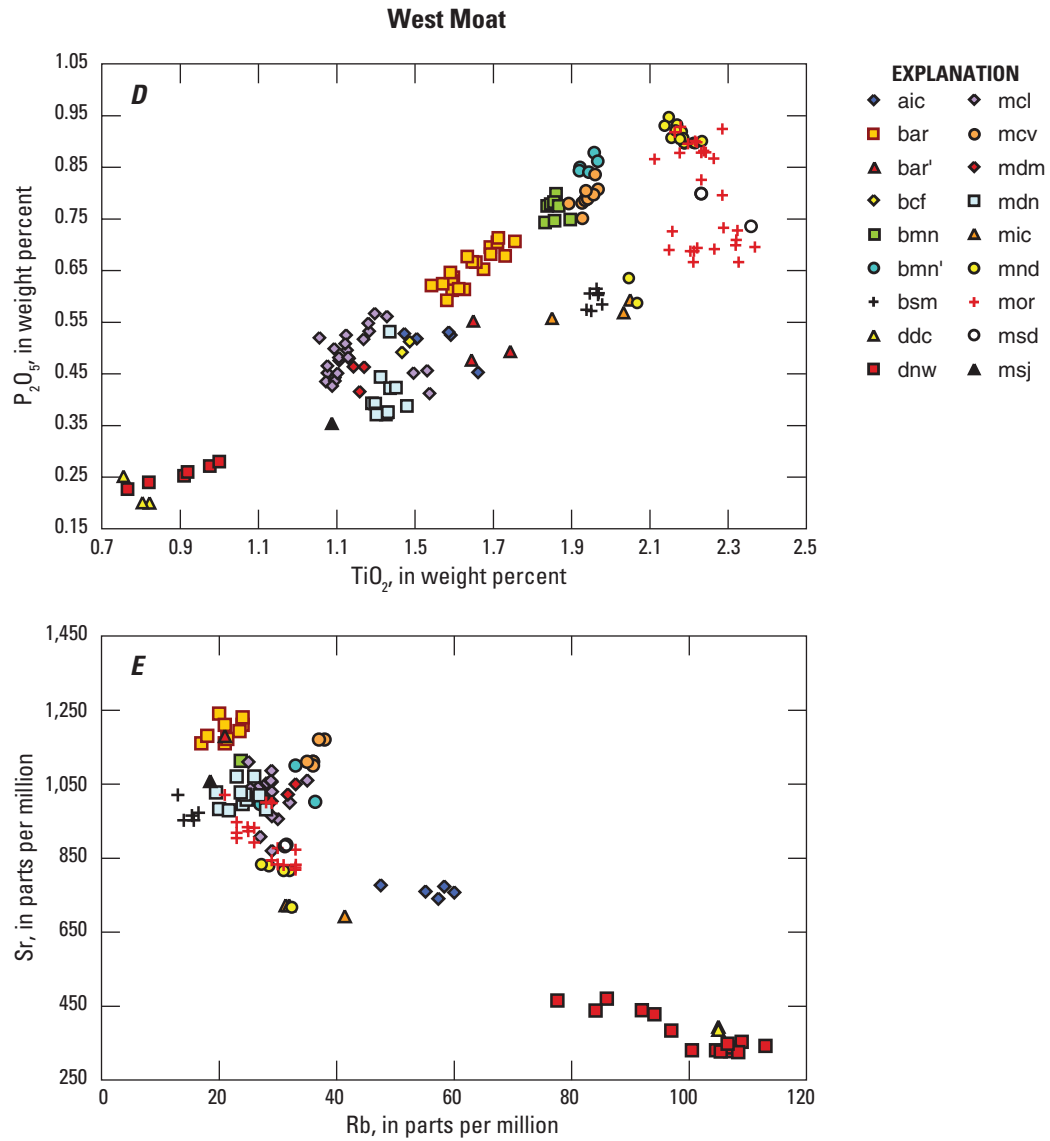 West Moat
D
P2O5, in weight percent
1.05
0.95
0.85
0.75
0.65
0.55
0.45
0.35
0.25
0.15
0.7 0.9 1.1 1.1 1.5 1.7 1.9 2.1 2.3 2.5
TiO2, in weight percent
EXPLANATION
aic mcl
bar mcv
bar' mdm
bcf mdn
bmn mic
bmn' mnd
bsm mor
ddc msd
dnw msj
E
Sr, in parts per million
1,450
1,250
1,050
850
650
450
250
0 20 40 60 80 100 120
Rb, in parts per million